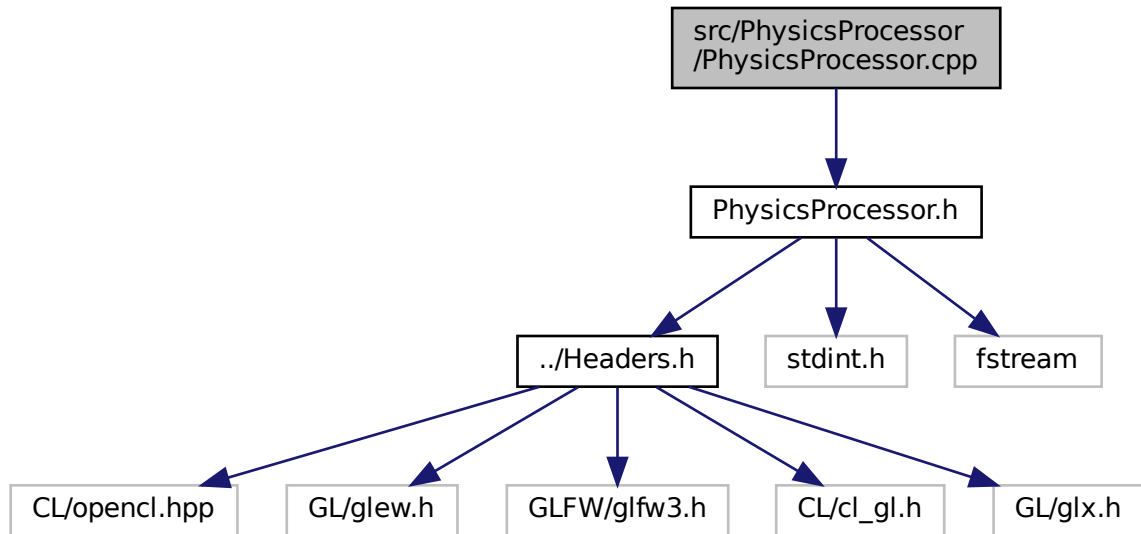 src/PhysicsProcessor
/PhysicsProcessor.cpp
PhysicsProcessor.h
../Headers.h
stdint.h
fstream
CL/opencl.hpp
GL/glew.h
GLFW/glfw3.h
CL/cl_gl.h
GL/glx.h